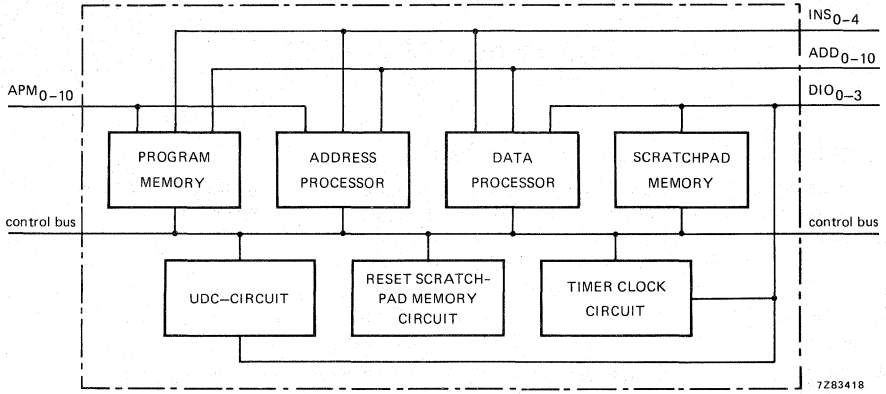 INS0–4
ADD0–10
APM0–10
DIO0–3
PROGRAM
MEMORY
ADDRESS
PROCESSOR
DATA
PROCESSOR
SCRATCHPAD
MEMORY
control bus
control bus
UDC–CIRCUIT
RESET SCRATCH-
PAD MEMORY
CIRCUIT
TIMER CLOCK
CIRCUIT
7Z83418